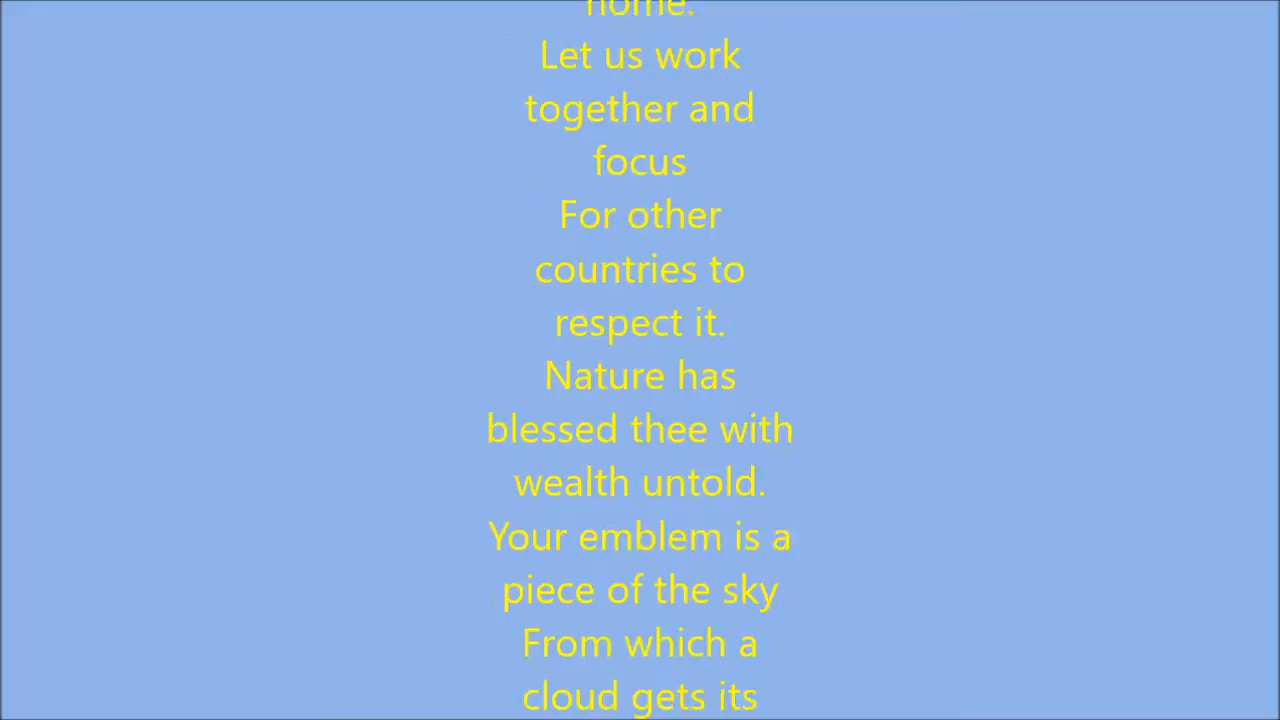 home.
Let us work
together and
focus
For other
countries to
respect it.
Nature has
blessed thee with
wealth untold.
Your emblem is a
piece of the sky
From which a
cloud gets its